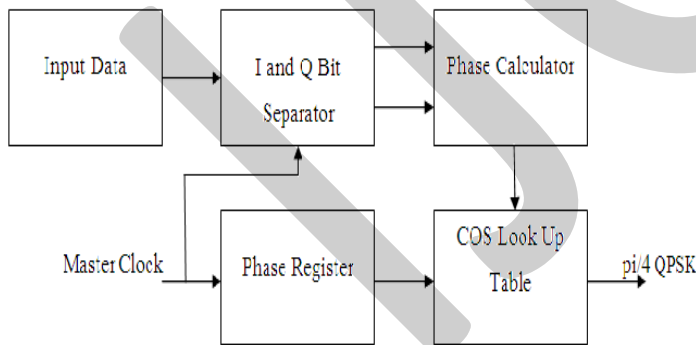 Input Data
I and Q Bit
Separator
Phase Calculator
Master Clock
Phase Register
COS Look Up
Table
pi/4 QPSK